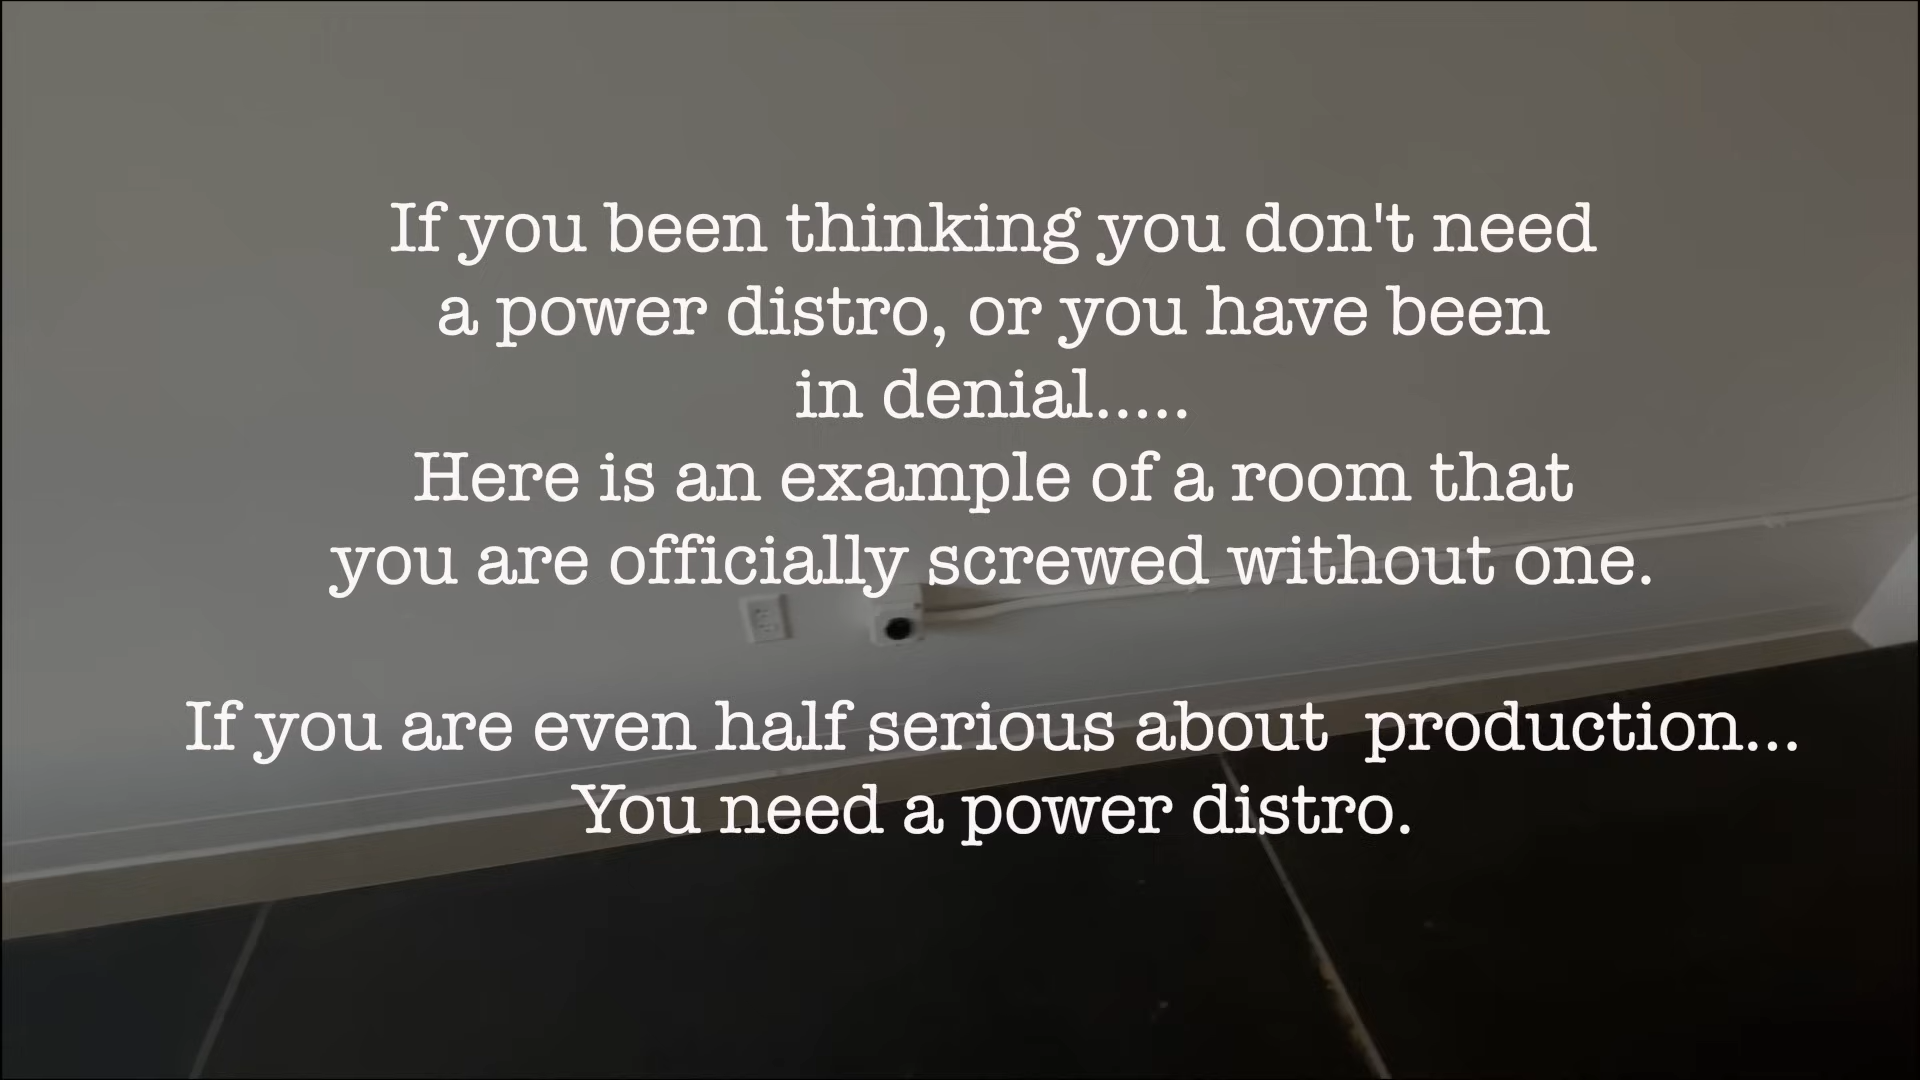 If you been thinking you don't need
a power distro, or you have been
in denial.....
Here is an example of a room that
you are officially screwed without one.
If you are even half serious about  production...
You need a power distro.